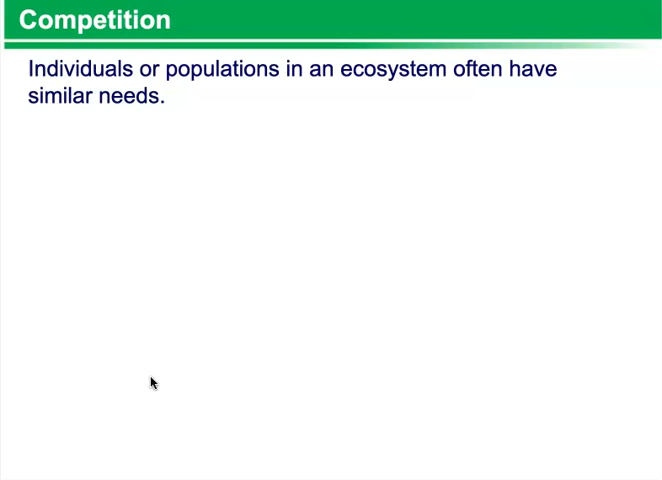 Competition
Individuals or populations in an ecosystem often have
similar needs.